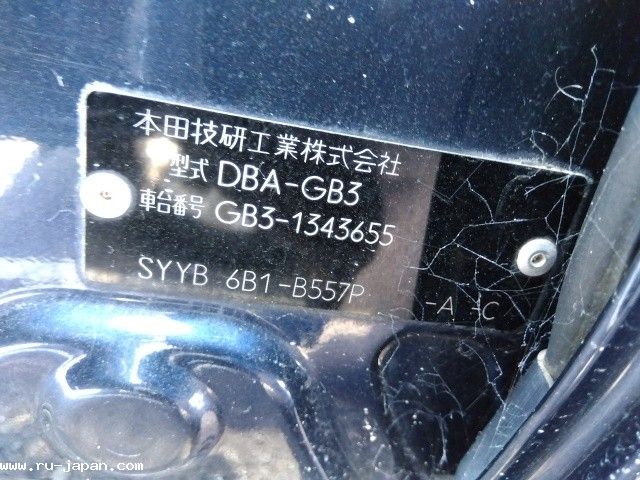 本田技研工業株式会社
型式 DBA-GB3
車台番号 GB3-1343655
SYYB 6B1-B557P -A -C
www.ru-japan.com